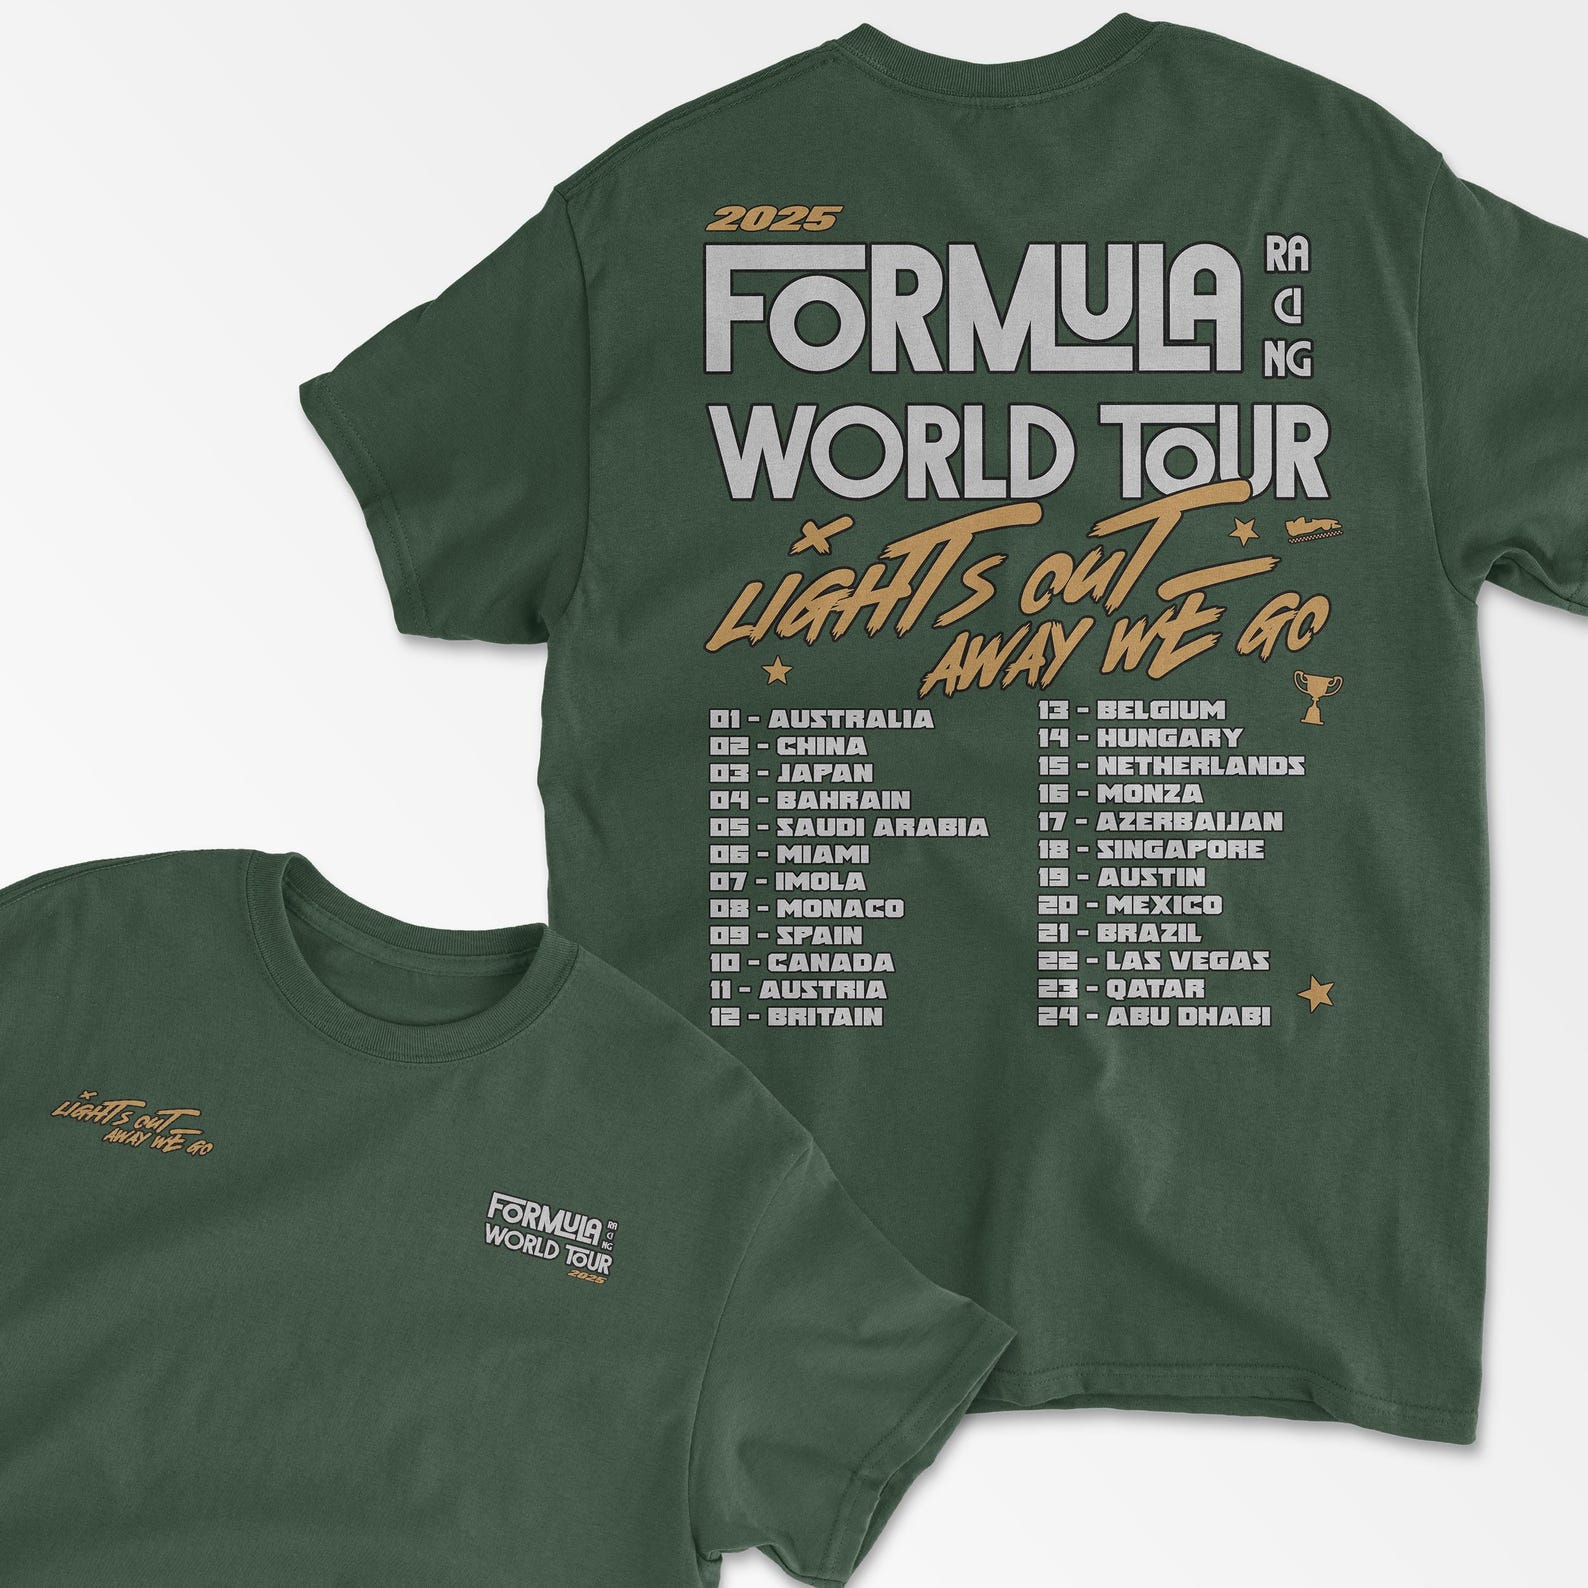 2025
FORMULA RACING
WORLD TOUR
LIGHTS OUT
AWAY WE GO
01 - AUSTRALIA
02 - CHINA
03 - JAPAN
04 - BAHRAIN
05 - SAUDI ARABIA
06 - MIAMI
07 - IMOLA
08 - MONACO
09 - SPAIN
10 - CANADA
11 - AUSTRIA
12 - BRITAIN
13 - BELGIUM
14 - HUNGARY
15 - NETHERLANDS
16 - MONZA
17 - AZERBAIJAN
18 - SINGAPORE
19 - AUSTIN
20 - MEXICO
21 - BRAZIL
22 - LAS VEGAS
23 - QATAR
24 - ABU DHABI
LIGHTS OUT
AWAY WE GO
FORMULA RACING
WORLD TOUR
2025